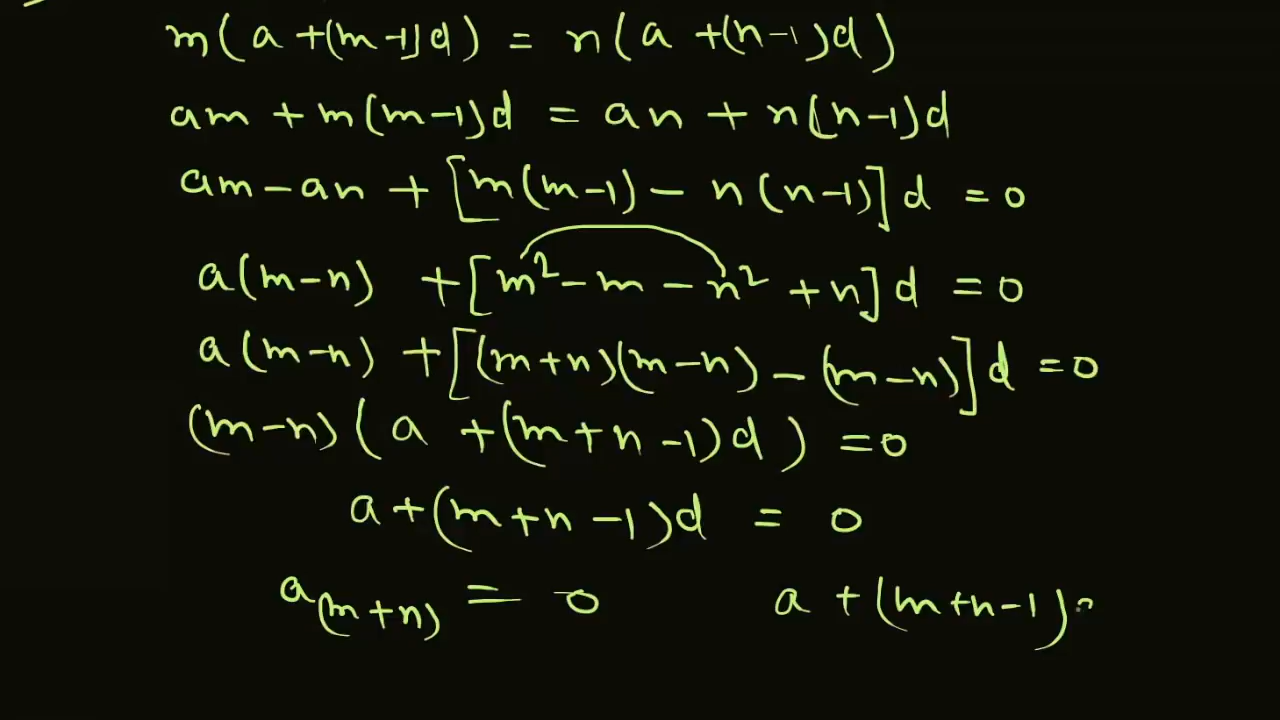 m(a+(m-1)d) = n(a+(n-1)d)
am + m(m-1)d = an + n(n-1)d
am - an + [m(m-1) - n(n-1)]d = 0
a(m-n) + [m² - m - n² + n]d = 0
a(m-n) + [(m+n)(m-n) - (m-n)]d = 0
(m-n)(a + (m+n-1)d) = 0
a + (m+n-1)d = 0
a(m+n) = 0 a + (m+n-1)